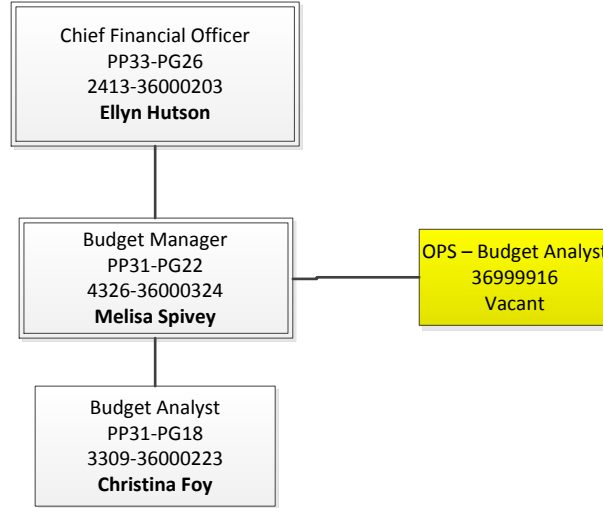 Chief Financial Officer
PP33-PG26
2413-36000203
Ellyn Hutson
Budget Manager
PP31-PG22
4326-36000324
Melisa Spivey
OPS – Budget Analyst
36999916
Vacant
Budget Analyst
PP31-PG18
3309-36000223
Christina Foy